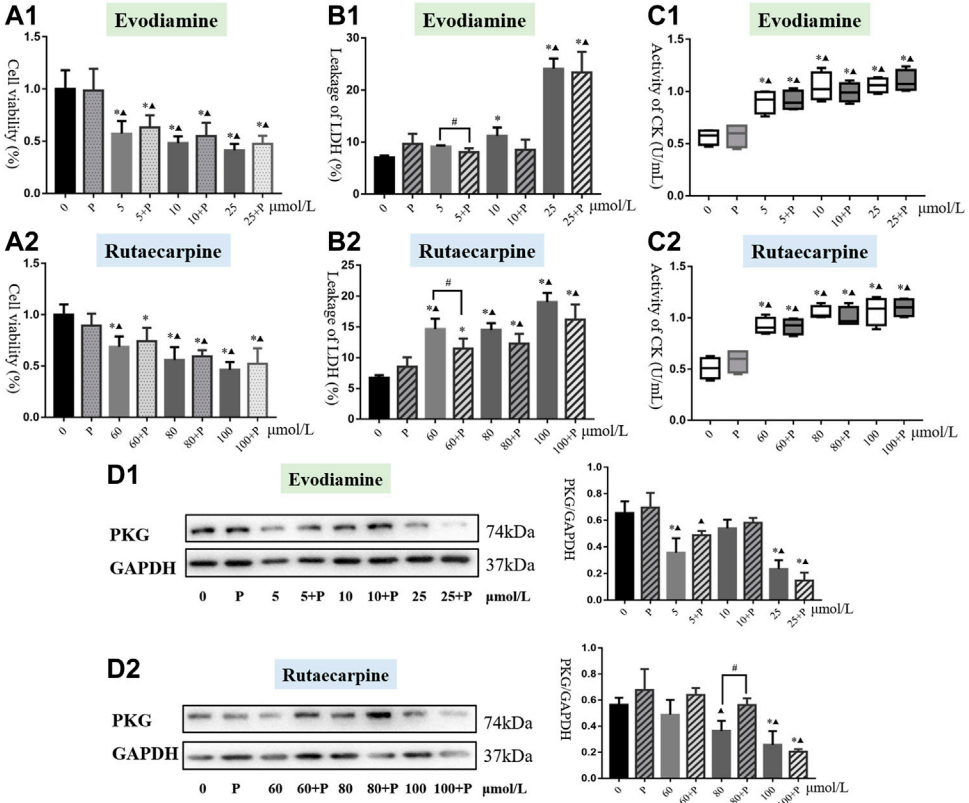 A1 Evodiamine
Cell viability (%)
1.5
1.0
0.5
0.0
*▲ *▲ *▲ *▲ *▲ *▲
0 P 5 5+P 10 10+P 25 25+P μmol/L
B1 Evodiamine
Leakage of LDH (%)
30
20
10
0
# * *▲ *▲
0 P 5 5+P 10 25 25+P μmol/L
C1 Evodiamine
Activity of CK (U/mL)
1.5
1.0
0.5
0.0
*▲ *▲ *▲ *▲ *▲ *▲
0 P 5 5+P 10 10+P 25 25+P μmol/L
A2 Rutaecarpine
Cell viability (%)
1.5
1.0
0.5
0.0
*▲ * *▲ *▲ *▲ *▲
0 P 60 60+P 80 80+P 100 100+P μmol/L
B2 Rutaecarpine
Leakage of LDH (%)
25
20
15
10
5
0
# *▲ * *▲ *▲ *▲ *▲
0 P 60 60+P 80 80+P 100 100+P μmol/L
C2 Rutaecarpine
Activity of CK (U/mL)
1.5
1.0
0.5
0.0
*▲ *▲ *▲ *▲ *▲ *▲
0 P 60 60+P 80 80+P 100 100+P μmol/L
D1 Evodiamine
PKG 74kDa
GAPDH 37kDa
0 P 5 5+P 10 10+P 25 25+P μmol/L
PKG/GAPDH
1.0
0.8
0.6
0.4
0.2
0.0
*▲ ▲ *▲ *▲
0 P 5 5+P 10 10+P 25 25+P μmol/L
D2 Rutaecarpine
PKG 74kDa
GAPDH 37kDa
0 P 60 60+P 80 80+P 100 100+P μmol/L
PKG/GAPDH
1.0
0.8
0.6
0.4
0.2
0.0
# ▲ *▲ *▲
0 P 60 60+P 80 80+P 100 100+P μmol/L